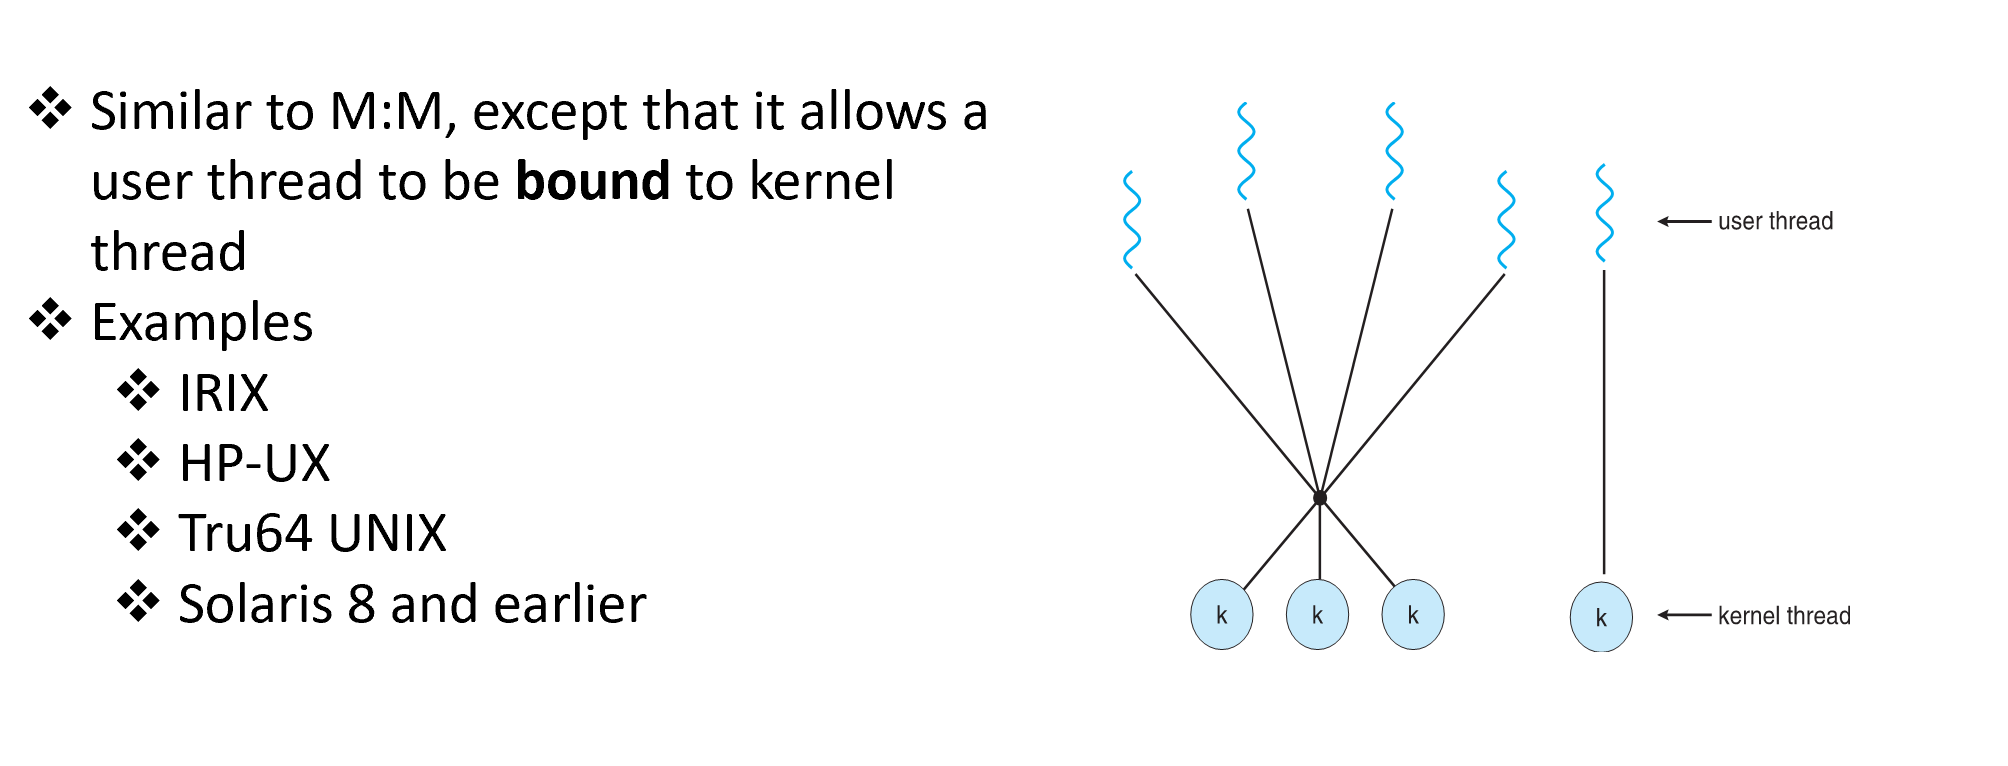 ❖ Similar to M:M, except that it allows a
user thread to be bound to kernel
thread
❖ Examples
❖ IRIX
❖ HP-UX
❖ Tru64 UNIX
❖ Solaris 8 and earlier
user thread
k k k k
kernel thread